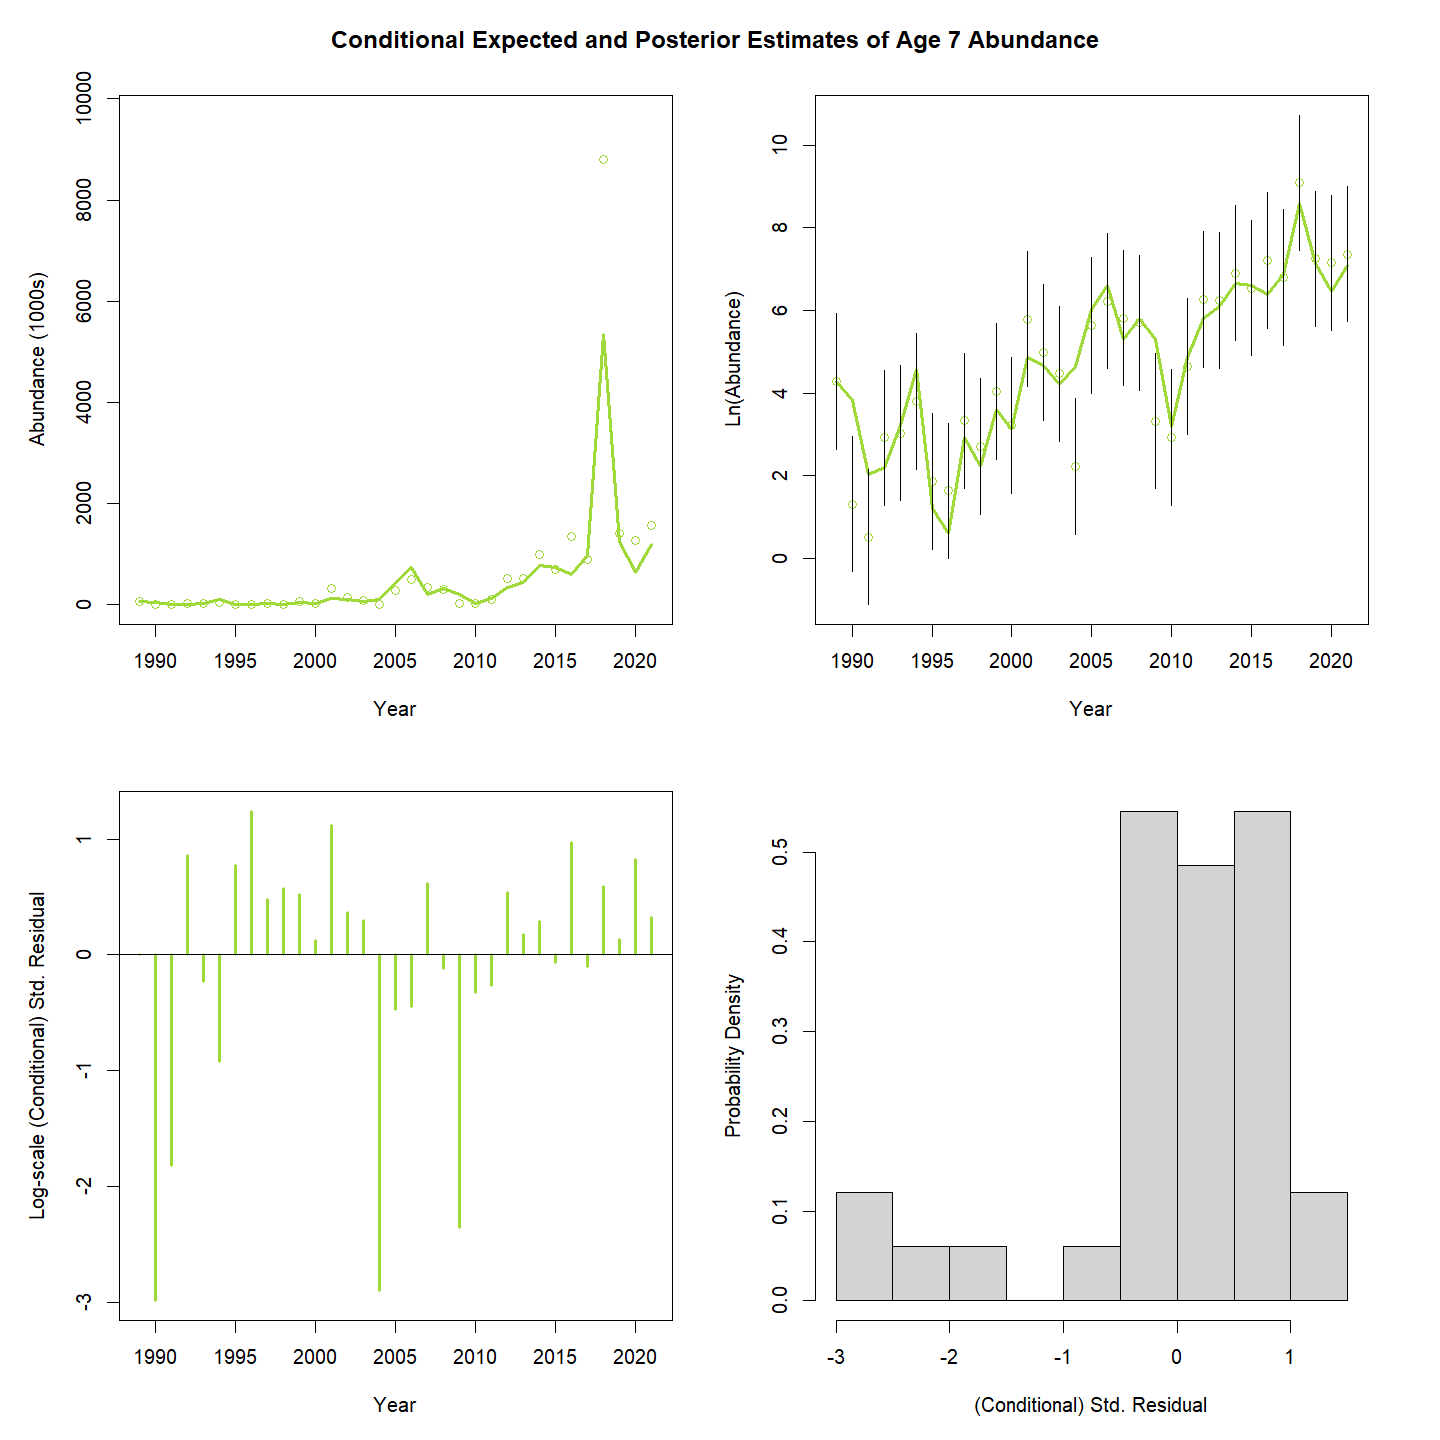 Conditional Expected and Posterior Estimates of Age 7 Abundance
Abundance (1000s)
0 2000 4000 6000 8000 10000
1990 1995 2000 2005 2010 2015 2020
Year
Ln(Abundance)
0 2 4 6 8 10
1990 1995 2000 2005 2010 2015 2020
Year
Log-scale (Conditional) Std. Residual
-3 -2 -1 0 1
1990 1995 2000 2005 2010 2015 2020
Year
Probability Density
0.0 0.1 0.2 0.3 0.4 0.5
-3 -2 -1 0 1
(Conditional) Std. Residual